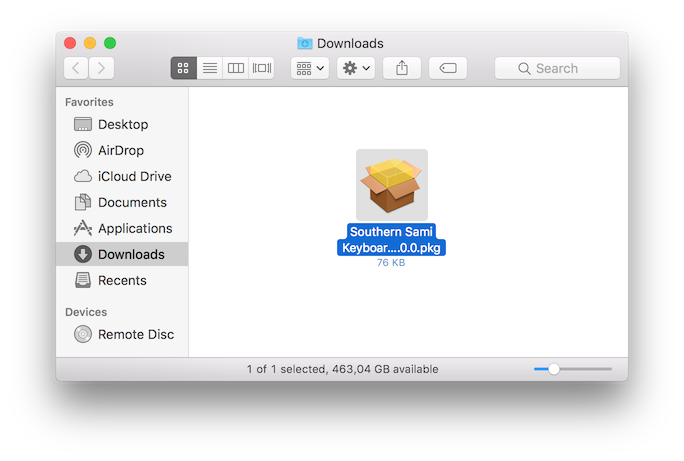 Downloads
Search
Favorites
Desktop
AirDrop
iCloud Drive
Documents
Applications
Downloads
Recents
Devices
Remote Disc
Southern Sami
Keyboar....0.0.pkg
76 KB
1 of 1 selected, 463,04 GB available